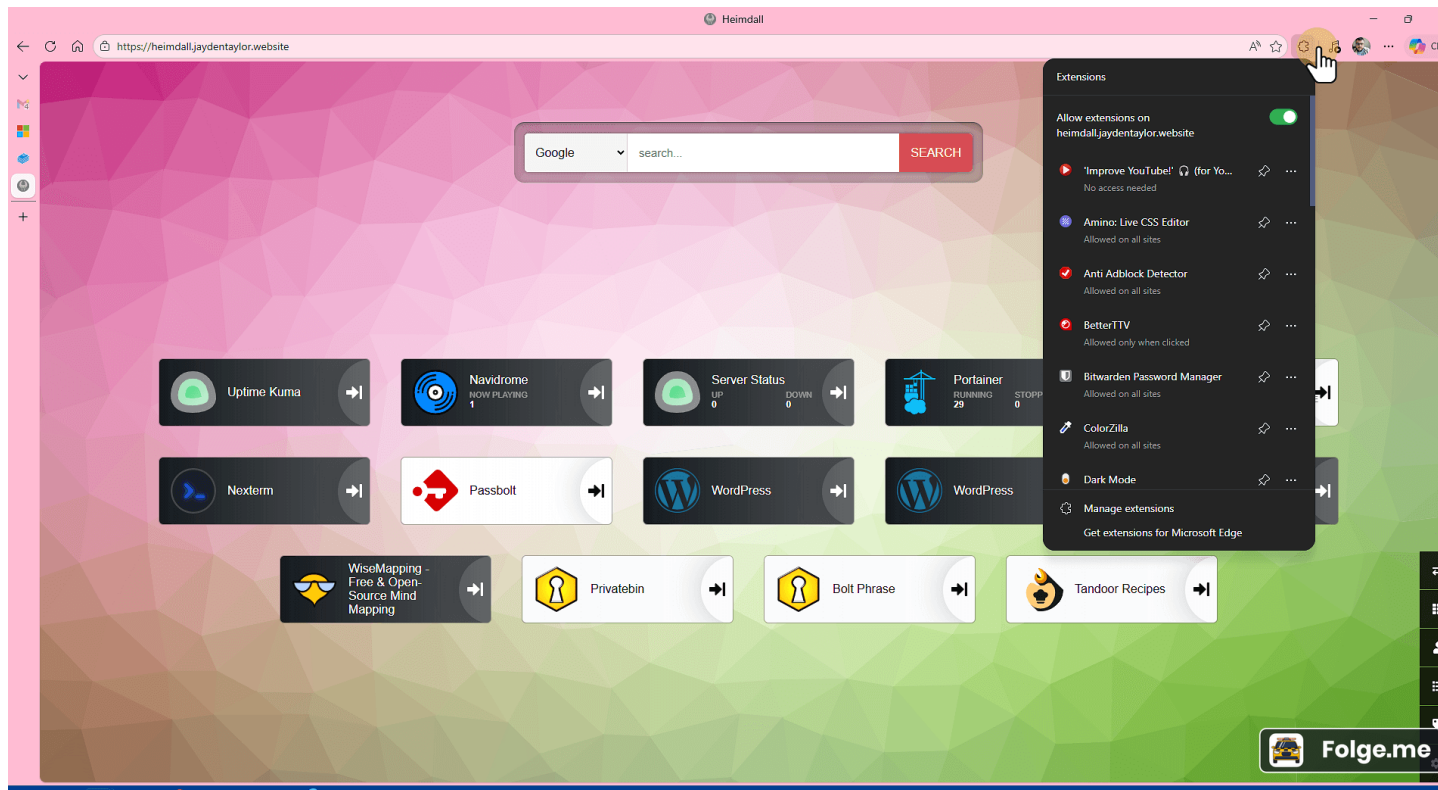 Heimdall
https://heimdall.jaydentaylor.website
Extensions
Allow extensions on
heimdall.jaydentaylor.website
'Improve YouTube!' 🎧 (for Yo...
No access needed
Amino: Live CSS Editor
Allowed on all sites
Anti Adblock Detector
Allowed on all sites
BetterTTV
Allowed only when clicked
Bitwarden Password Manager
Allowed on all sites
ColorZilla
Allowed on all sites
Dark Mode
Manage extensions
Get extensions for Microsoft Edge
Google
search...
SEARCH
Uptime Kuma
Navidrome
NOW PLAYING
1
Server Status
UP DOWN
0 0
Portainer
RUNNING STOPP
29 0
Nexterm
Passbolt
WordPress
WordPress
WiseMapping -
Free & Open-
Source Mind
Mapping
Privatebin
Bolt Phrase
Tandoor Recipes
Folge.me